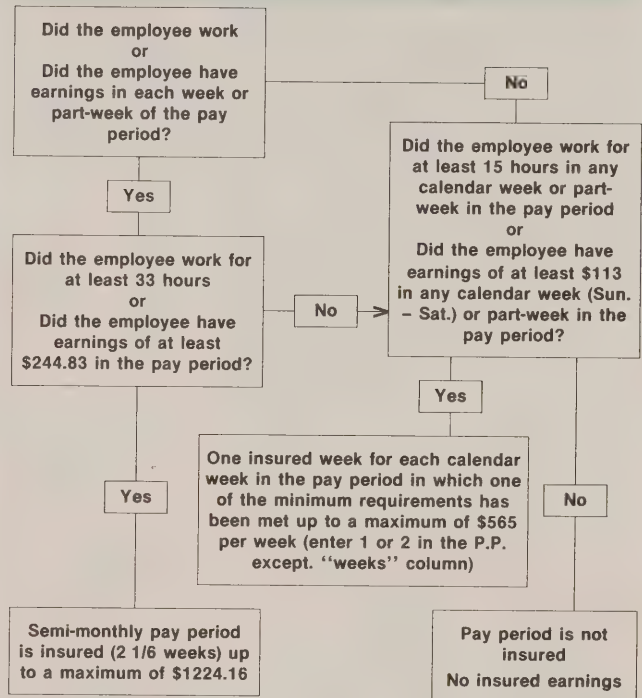 Did the employee work
or
Did the employee have
earnings in each week or
part-week of the pay
period?
No
Yes
Did the employee work for
at least 15 hours in any
calendar week or part-
week in the pay period
or
Did the employee have
earnings of at least $113
in any calendar week (Sun.
– Sat.) or part-week in the
pay period?
Did the employee work for
at least 33 hours
or
Did the employee have
earnings of at least
$244.83 in the pay period?
No
Yes
One insured week for each calendar
week in the pay period in which one
of the minimum requirements has
been met up to a maximum of $565
per week (enter 1 or 2 in the P.P.
except. “weeks” column)
Yes
No
Semi-monthly pay period
is insured (2 1/6 weeks) up
to a maximum of $1224.16
Pay period is not
insured
No insured earnings